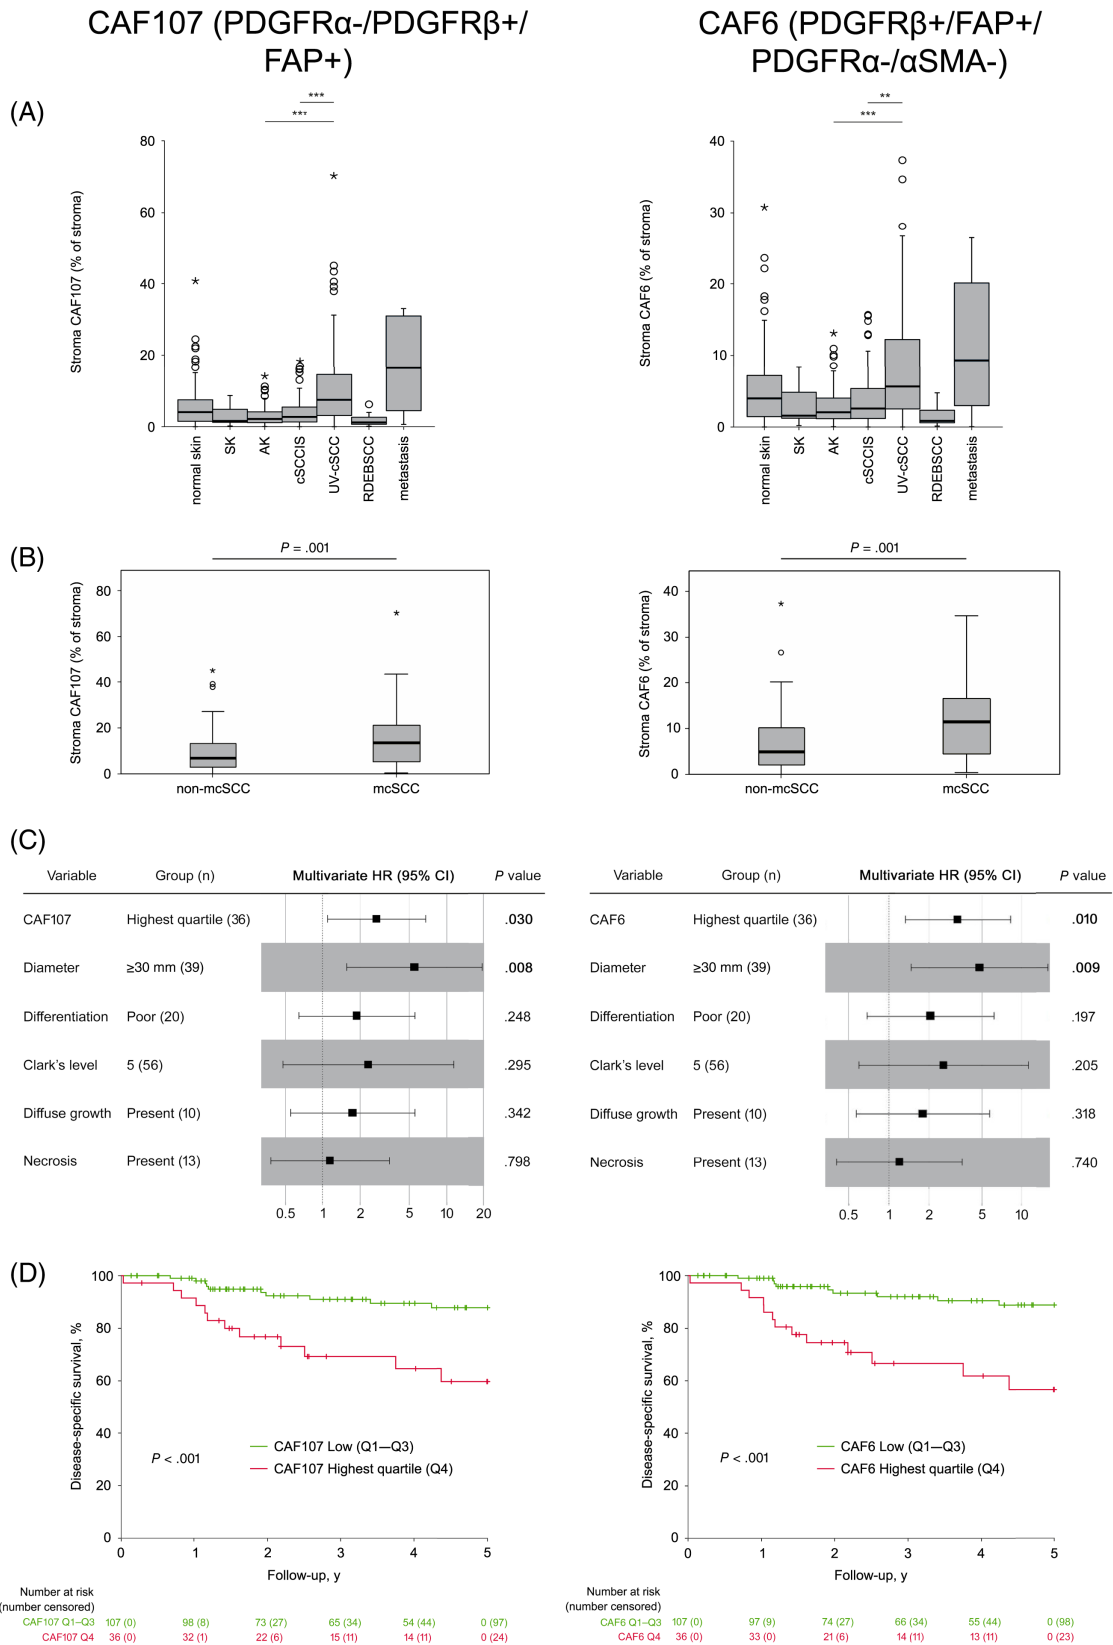 CAF107 (PDGFRα-/PDGFRβ+/
FAP+)
CAF6 (PDGFRβ+/FAP+/
PDGFRα-/αSMA-)
(A)
***
***
Stroma CAF107 (% of stroma)
80
60
40
20
0
normal skin
SK
AK
cSCCIS
UV-cSCC
RDEBSCC
metastasis
**
***
Stroma CAF6 (% of stroma)
40
30
20
10
0
normal skin
SK
AK
cSCCIS
UV-cSCC
RDEBSCC
metastasis
(B)
P = .001
Stroma CAF107 (% of stroma)
80
60
40
20
0
non-mcSCC
mcSCC
P = .001
Stroma CAF6 (% of stroma)
40
30
20
10
0
non-mcSCC
mcSCC
(C)
Variable Group (n) Multivariate HR (95% CI) P value
CAF107 Highest quartile (36) .030
Diameter ≥30 mm (39) .008
Differentiation Poor (20) .248
Clark's level 5 (56) .295
Diffuse growth Present (10) .342
Necrosis Present (13) .798
0.5 1 2 5 10 20
Variable Group (n) Multivariate HR (95% CI) P value
CAF6 Highest quartile (36) .010
Diameter ≥30 mm (39) .009
Differentiation Poor (20) .197
Clark's level 5 (56) .205
Diffuse growth Present (10) .318
Necrosis Present (13) .740
0.5 1 2 5 10
(D)
Disease-specific survival, %
100
80
60
40
20
0
P < .001
CAF107 Low (Q1—Q3)
CAF107 Highest quartile (Q4)
0 1 2 3 4 5
Follow-up, y
Number at risk
(number censored)
CAF107 Q1–Q3 107 (0) 98 (8) 73 (27) 65 (34) 54 (44) 0 (97)
CAF107 Q4 36 (0) 32 (1) 22 (6) 15 (11) 14 (11) 0 (24)
Disease-specific survival, %
100
80
60
40
20
0
P < .001
CAF6 Low (Q1—Q3)
CAF6 Highest quartile (Q4)
0 1 2 3 4 5
Follow-up, y
Number at risk
(number censored)
CAF6 Q1–Q3 107 (0) 97 (9) 74 (27) 66 (34) 55 (44) 0 (98)
CAF6 Q4 36 (0) 33 (0) 21 (6) 14 (11) 13 (11) 0 (23)